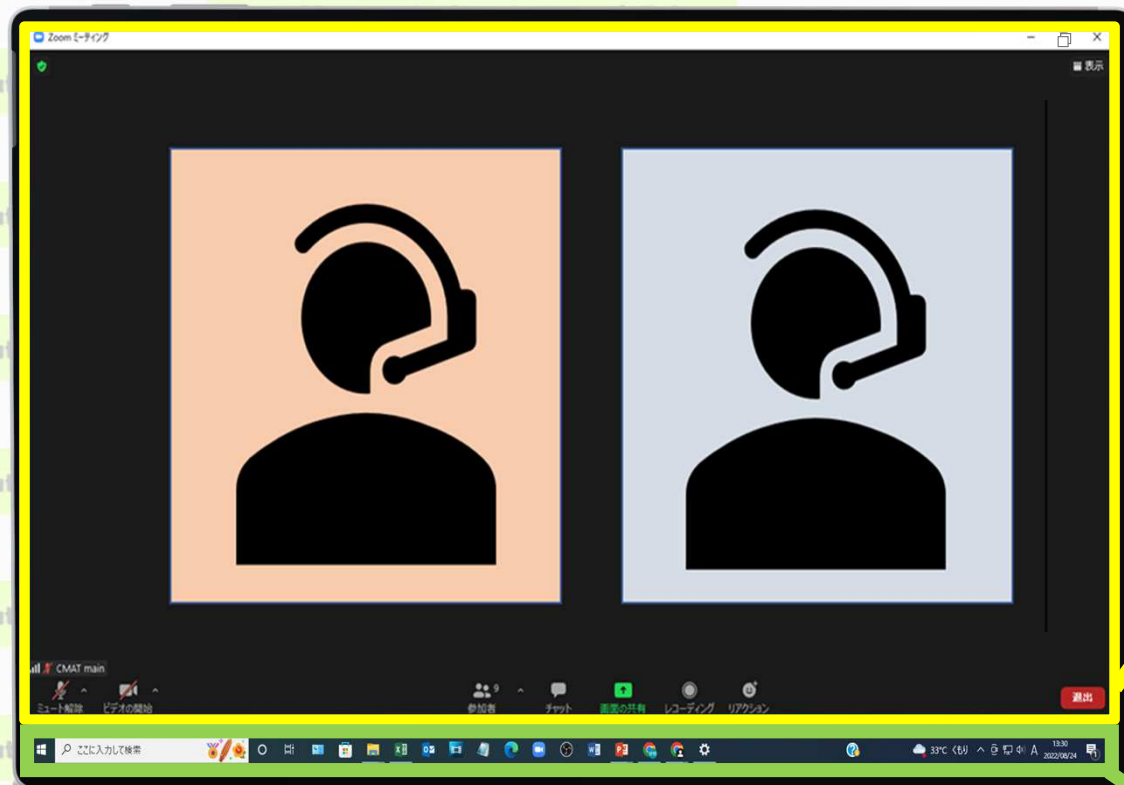 Zoom ミーティング
表示
CMAT main
ミュート解除
ビデオの開始
9
参加者
チャット
画面の共有
レコーディング
リアクション
退出
ここに入力して検索
33°C くもり
A
13:30
2022/08/24
1